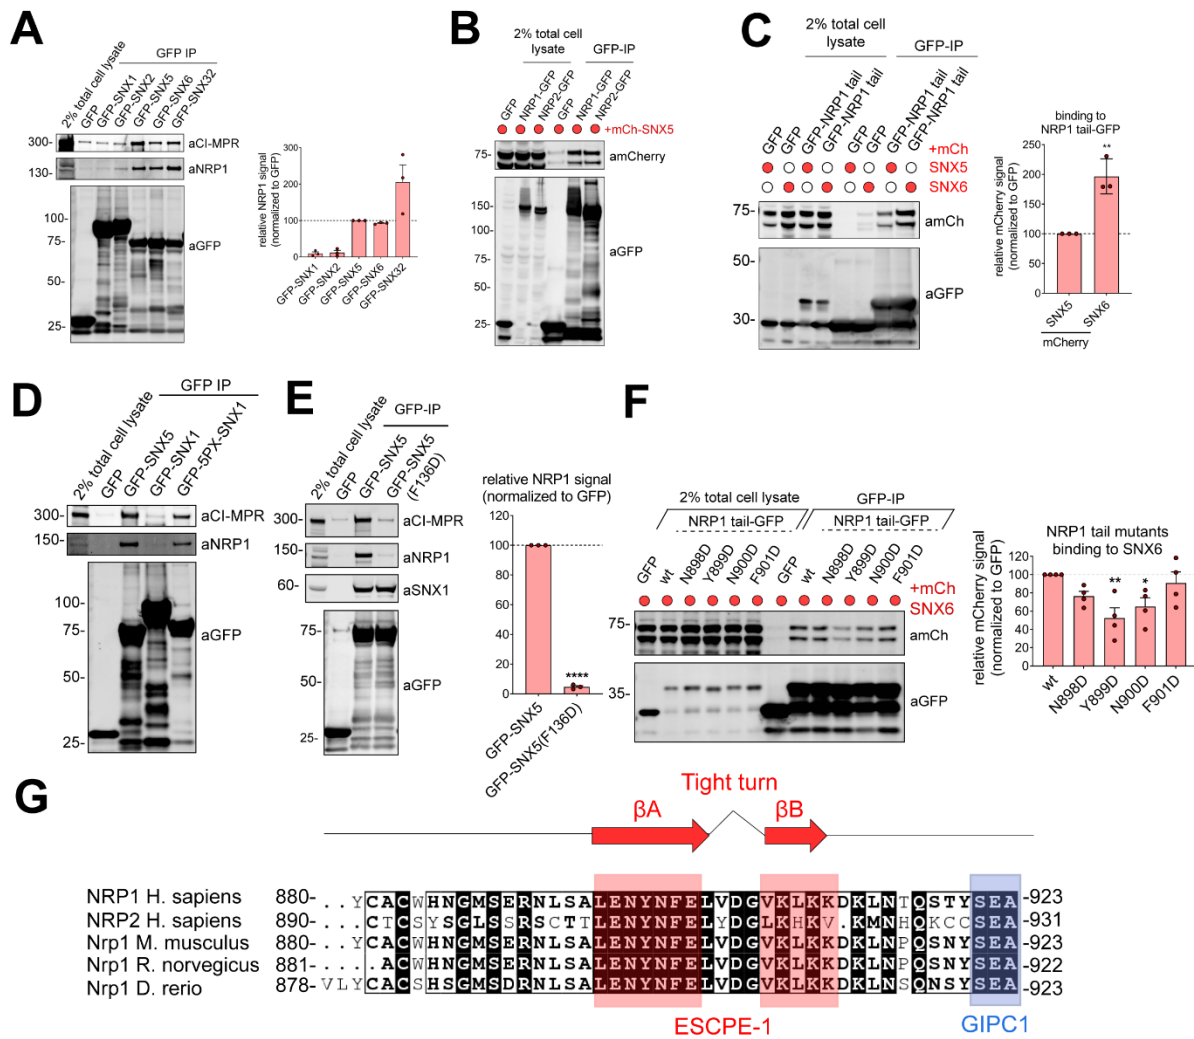 A
GFP IP
2% total cell lysate
GFP
GFP-SNX1
GFP-SNX2
GFP-SNX5
GFP-SNX6
GFP-SNX32
300-
aCI-MPR
130-
aNRP1
100-
75-
50-
25-
aGFP
relative NRP1 signal
(normalized to GFP)
300
200
100
0
GFP-SNX1
GFP-SNX2
GFP-SNX5
GFP-SNX6
GFP-SNX32
B
2% total cell
lysate
GFP-IP
GFP
NRP1-GFP
NRP2-GFP
GFP
NRP1-GFP
NRP2-GFP
+mCh-SNX5
75-
amCherry
150-
100-
75-
50-
25-
aGFP
C
2% total cell
lysate
GFP-IP
GFP
GFP
GFP-NRP1 tail
GFP-NRP1 tail
GFP
GFP
GFP-NRP1 tail
GFP-NRP1 tail
+mCh
SNX5
SNX6
75-
amCh
50-
30-
aGFP
binding to
NRP1 tail-GFP
relative mCherry signal
(normalized to GFP)
250
200
150
100
50
0
**
SNX5
SNX6
mCherry
D
GFP IP
2% total cell lysate
GFP
GFP-SNX5
GFP-SNX1
GFP-5PX-SNX1
300-
aCI-MPR
150-
aNRP1
100-
75-
50-
25-
aGFP
E
GFP-IP
2% total cell lysate
GFP
GFP-SNX5
GFP-SNX5
(F136D)
300-
aCI-MPR
150-
aNRP1
60-
aSNX1
75-
50-
25-
aGFP
relative NRP1 signal
(normalized to GFP)
120
100
80
60
40
20
0
****
GFP-SNX5
GFP-SNX5(F136D)
F
2% total cell lysate
GFP-IP
NRP1 tail-GFP
NRP1 tail-GFP
GFP
wt
N898D
Y899D
N900D
F901D
GFP
wt
N898D
Y899D
N900D
F901D
+mCh
SNX6
75-
amCh
35-
aGFP
NRP1 tail mutants
binding to SNX6
relative mCherry signal
(normalized to GFP)
120
100
80
60
40
20
0
**
*
wt
N898D
Y899D
N900D
F901D
G
Tight turn
βA
βB
NRP1 H. sapiens 880- ..YCACWHNGMSERNLSALENYNFELVDGVKLKKDKLNTQSTYSEA -923
NRP2 H. sapiens 890- ...CTCSYSGLSSRSCTTLENYNFELYDGLKHKV.KMNHQKCCSEA -931
Nrp1 M. musculus 880- ..YCACWHNGMSERNLSALENYNFELVDGVKLKKDKLNPQSNYSEA -923
Nrp1 R. norvegicus 881- ....ACWHNGMSERNLSALENYNFELVDGVKLKKDKLNPQSNYSEA -922
Nrp1 D. rerio 878- VLYCACSHSGMSDRNLSALENYNFELVDGVKLKKDKLNSQNSYSEA -923
ESCPE-1
GIPC1